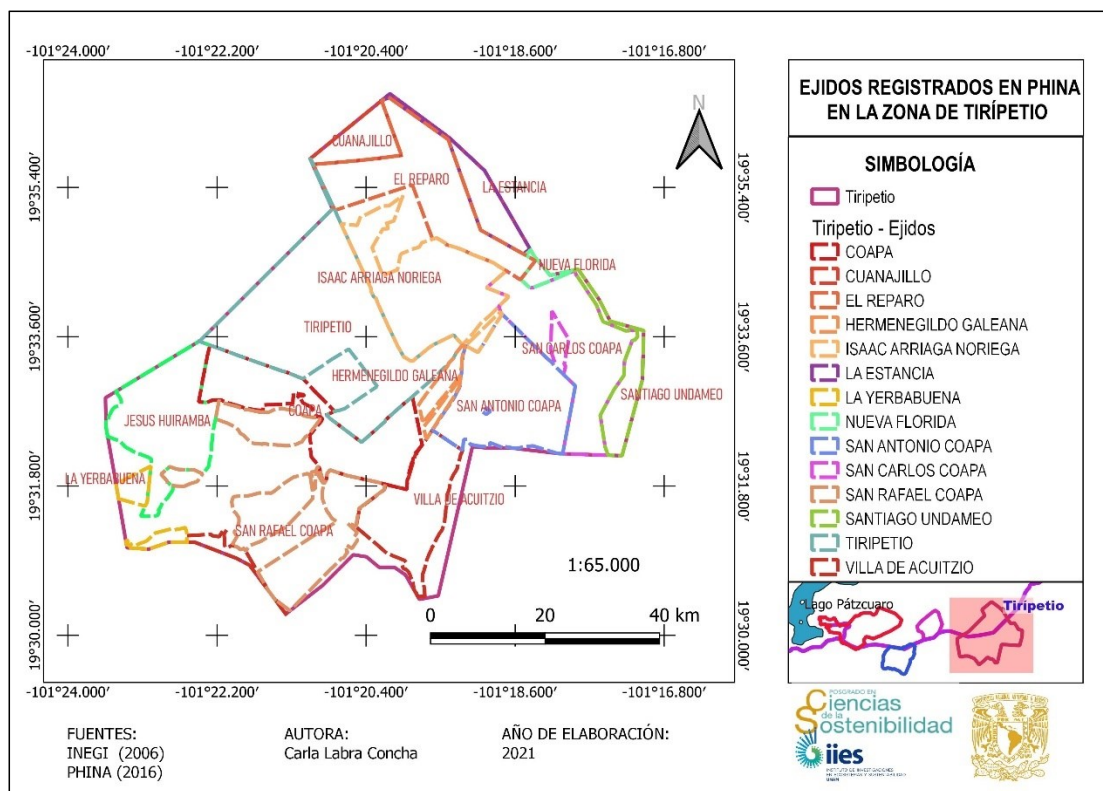 -101°24.000′ -101°22.200′ -101°20.400′ -101°18.600′ -101°16.800′
19°35.400′
19°33.600′
19°31.800′
19°30.000′
N
CUANAJILLO
EL REPARO
LA ESTANCIA
NUEVA FLORIDA
ISAAC ARRIAGA NORIEGA
TIRIPETIO
SAN CARLOS COAPA
HERMENEGILDO GALEANA
SANTIAGO UNDAMEO
SAN ANTONIO COAPA
COAPA
JESUS HUIRAMBA
LA YERBABUENA
VILLA DE ACUITZIO
SAN RAFAEL COAPA
1:65.000
0 20 40 km
19°35.400′
19°33.600′
19°31.800′
19°30.000′
-101°24.000′ -101°22.200′ -101°20.400′ -101°18.600′ -101°16.800′
EJIDOS REGISTRADOS EN PHINA
EN LA ZONA DE TIRÍPETIO
SIMBOLOGÍA
Tiripetio
Tiripetio - Ejidos
COAPA
CUANAJILLO
EL REPARO
HERMENEGILDO GALEANA
ISAAC ARRIAGA NORIEGA
LA ESTANCIA
LA YERBABUENA
NUEVA FLORIDA
SAN ANTONIO COAPA
SAN CARLOS COAPA
SAN RAFAEL COAPA
SANTIAGO UNDAMEO
TIRIPETIO
VILLA DE ACUITZIO
Lago Pátzcuaro
Tiripetio
FUENTES:
INEGI (2006)
PHINA (2016)
AUTORA:
Carla Labra Concha
AÑO DE ELABORACIÓN:
2021
POSGRADO EN
Ciencias
de la
Sostenibilidad
iies
UNAM